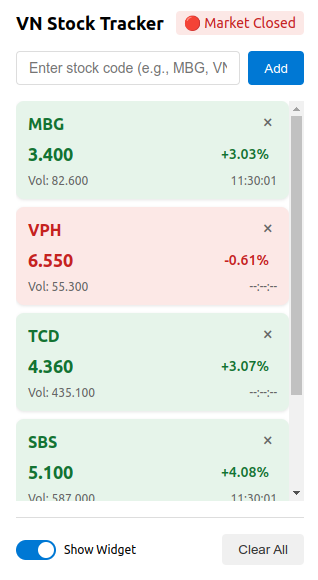 VN Stock Tracker
🔴 Market Closed
Enter stock code (e.g., MBG, VN
Add
MBG ×
3.400 +3.03%
Vol: 82.600 11:30:01
VPH ×
6.550 -0.61%
Vol: 55.300 --:--:--
TCD ×
4.360 +3.07%
Vol: 435.100 --:--:--
SBS ×
5.100 +4.08%
Vol: 587.000 11:30:01
Show Widget
Clear All